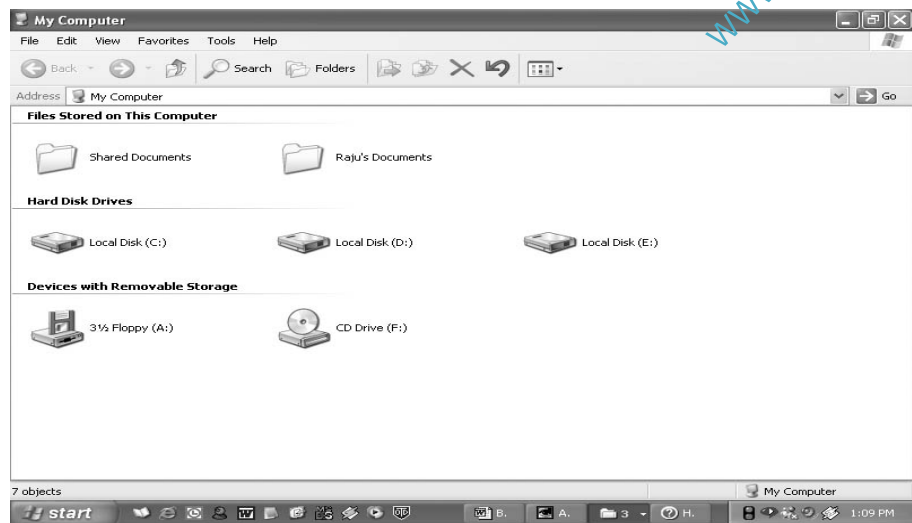 My Computer
www.
File Edit View Favorites Tools Help
Back Search Folders
Address My Computer Go
Files Stored on This Computer
Shared Documents Raju's Documents
Hard Disk Drives
Local Disk (C:) Local Disk (D:) Local Disk (E:)
Devices with Removable Storage
3½ Floppy (A:) CD Drive (F:)
7 objects My Computer
start B. A. 3 H. 1:09 PM